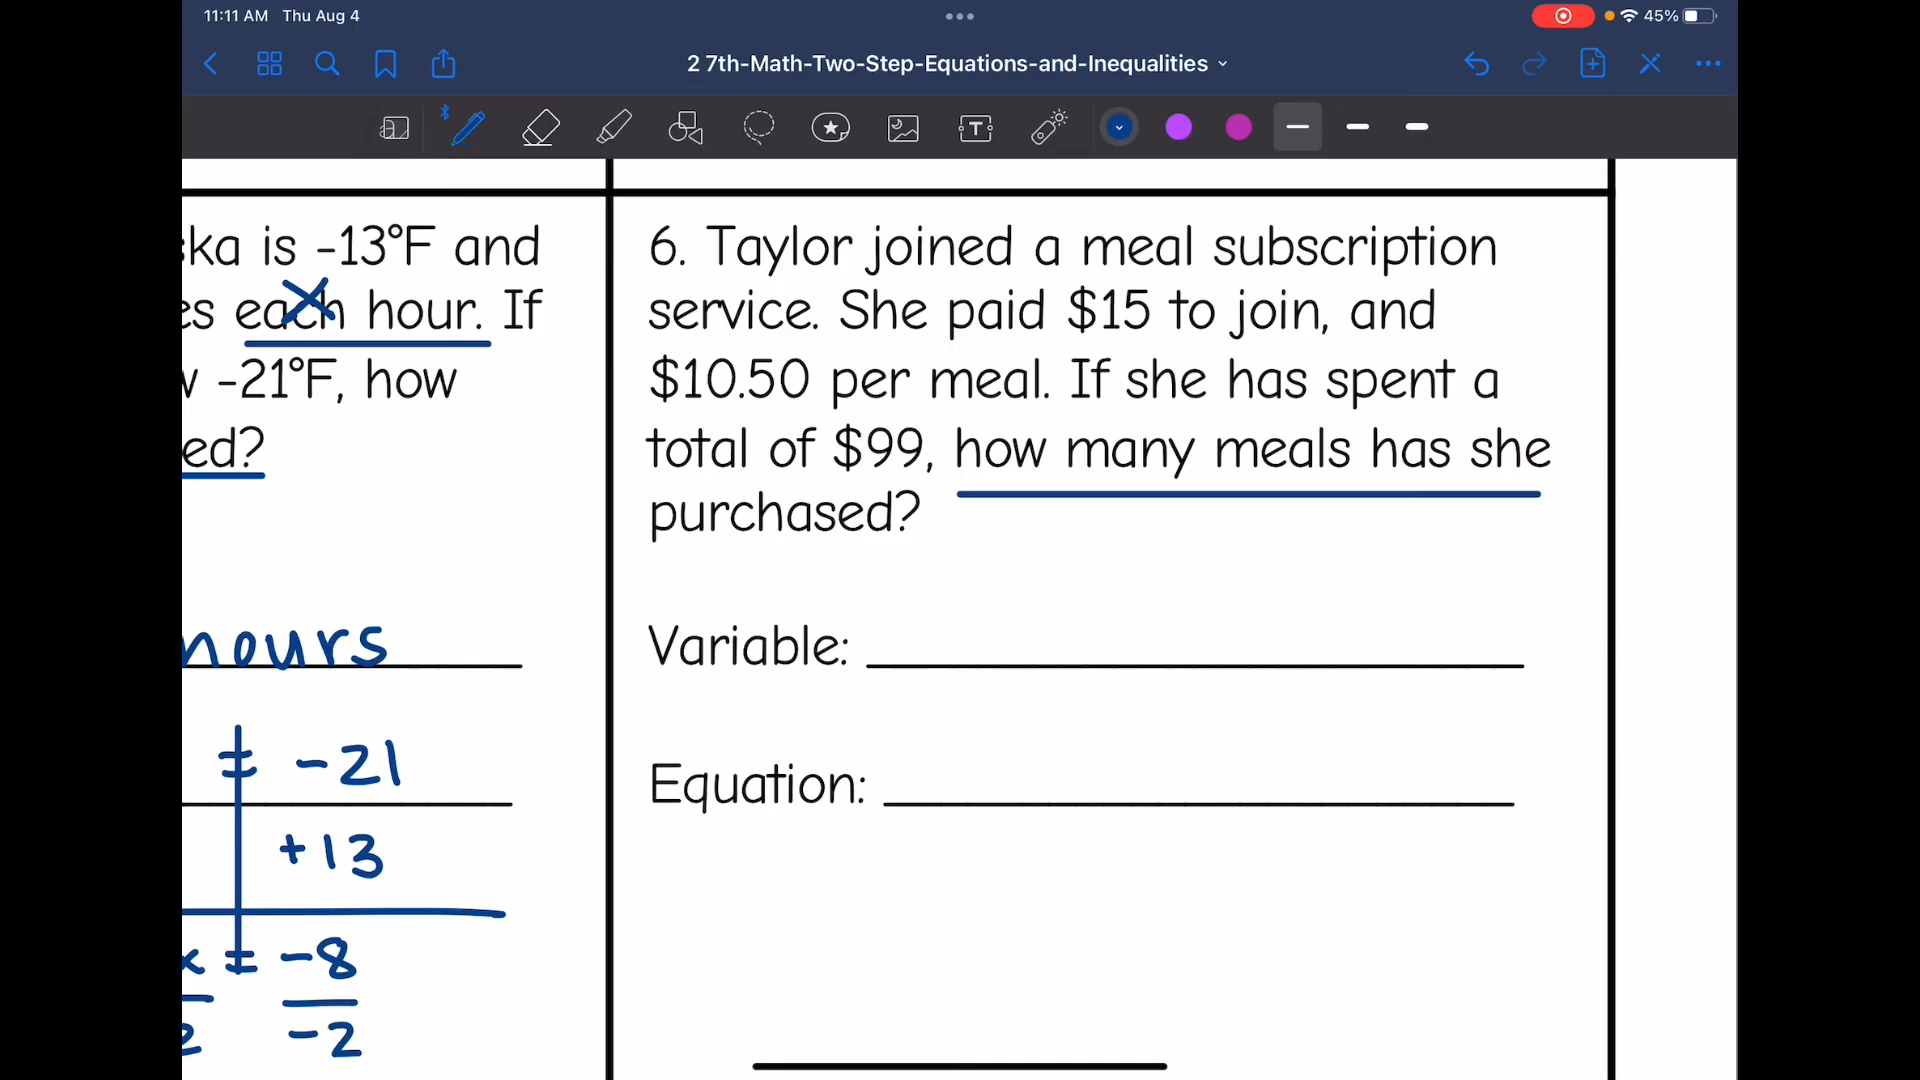 11:11 AM Thu Aug 4
45%
2 7th-Math-Two-Step-Equations-and-Inequalities
ka is -13°F and
es each hour. If
x
-21°F, how
ed?
hours
= -21
+13
x = -8
2 -2
6. Taylor joined a meal subscription
service. She paid $15 to join, and
$10.50 per meal. If she has spent a
total of $99, how many meals has she
purchased?
Variable:
Equation: